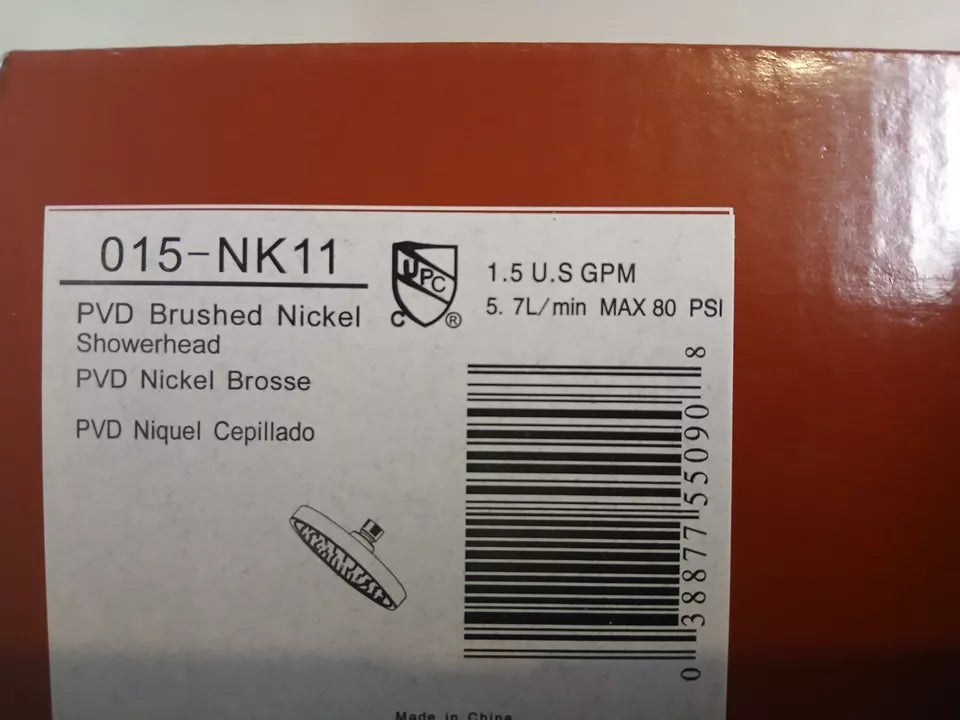 015-NK11
PVD Brushed Nickel
Showerhead
PVD Nickel Brosse
PVD Niquel Cepillado
UPC
C ®
1.5 U.S GPM
5. 7L/min MAX 80 PSI
0 38877 55090 8
Made in China